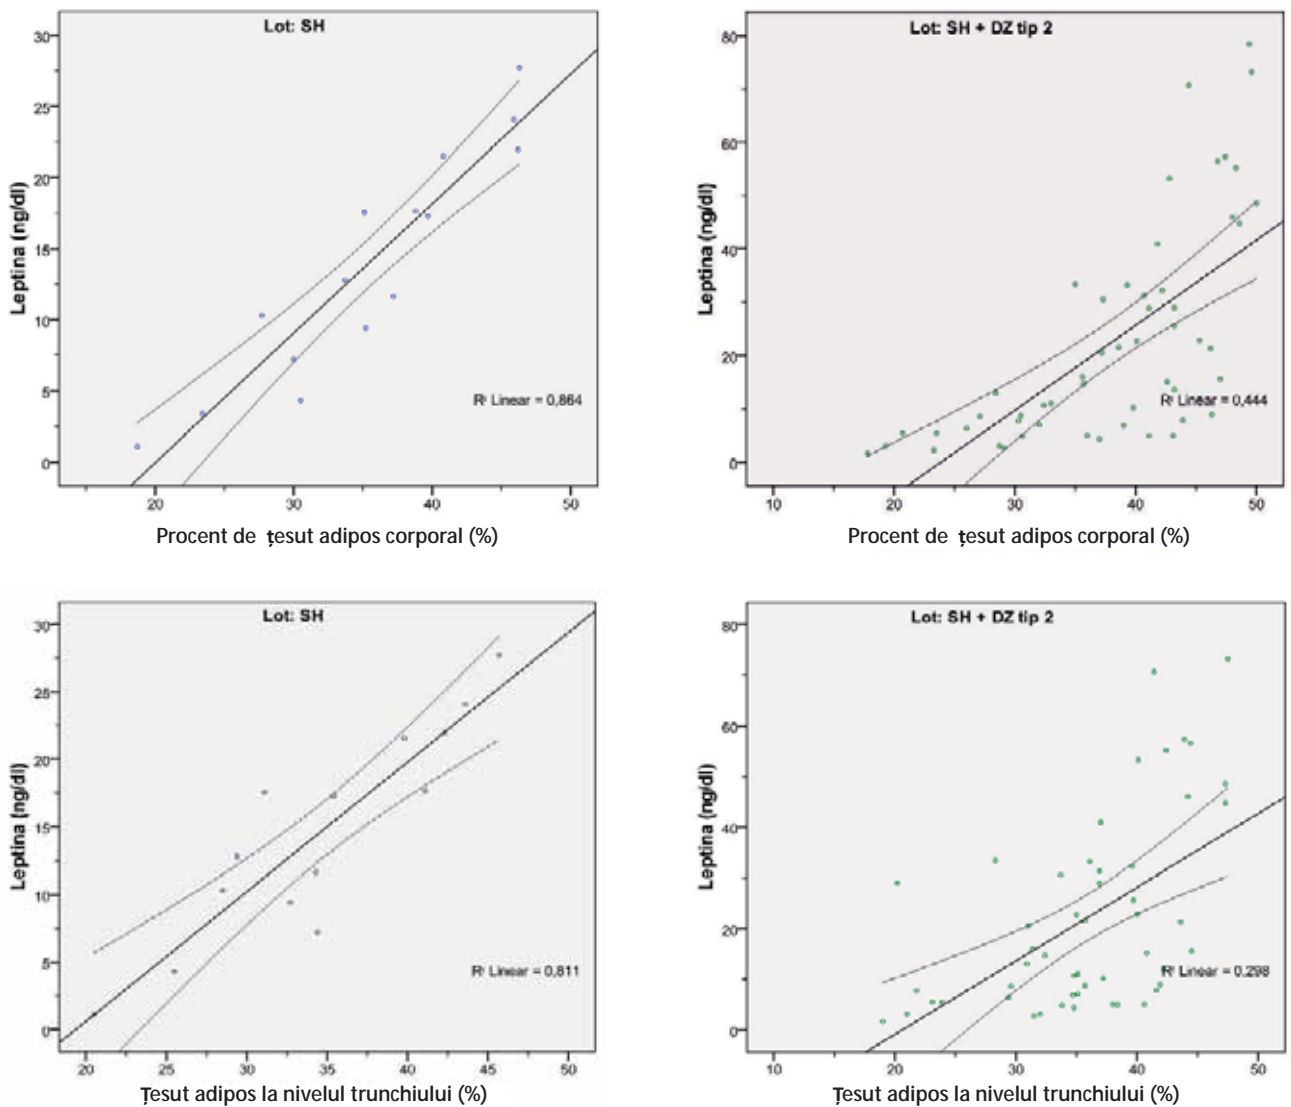 Lot: SH
Leptina (ng/dl)
30
25
20
15
10
5
0
R² Linear = 0,864
20 30 40 50
Procent de țesut adipos corporal (%)
Lot: SH + DZ tip 2
Leptina (ng/dl)
80
60
40
20
0
R² Linear = 0,444
10 20 30 40 50
Procent de țesut adipos corporal (%)
Lot: SH
Leptina (ng/dl)
30
25
20
15
10
5
0
R² Linear = 0,811
20 25 30 35 40 45 50
Țesut adipos la nivelul trunchiului (%)
Lot: SH + DZ tip 2
Leptina (ng/dl)
80
60
40
20
0
R² Linear = 0,298
10 20 30 40 50
Țesut adipos la nivelul trunchiului (%)